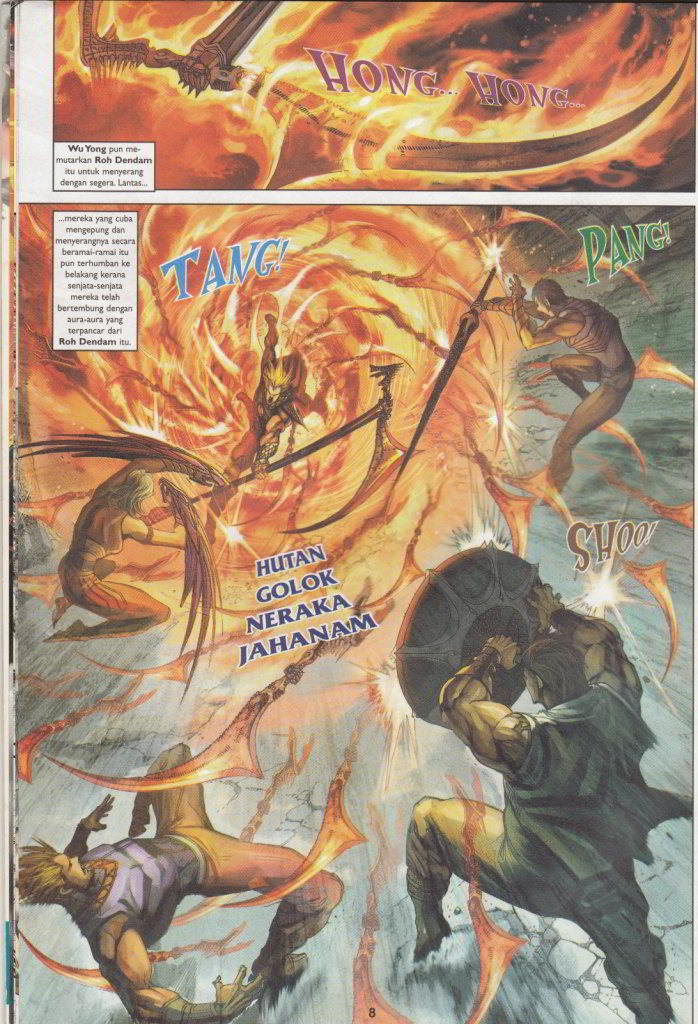 HONG... HONG...
Wu Yong pun me-
mutarkan Roh Dendam
itu untuk menyerang
dengan segera. Lantas...
...mereka yang cuba
mengepung dan
menyerangnya secara
beramai-ramai itu
pun terhumban ke
belakang kerana
senjata-senjata
mereka telah
bertembung dengan
aura-aura yang
terpancar dari
Roh Dendam itu.
TANG!
PANG!
SHOO!
HUTAN
GOLOK
NERAKA
JAHANAM
8